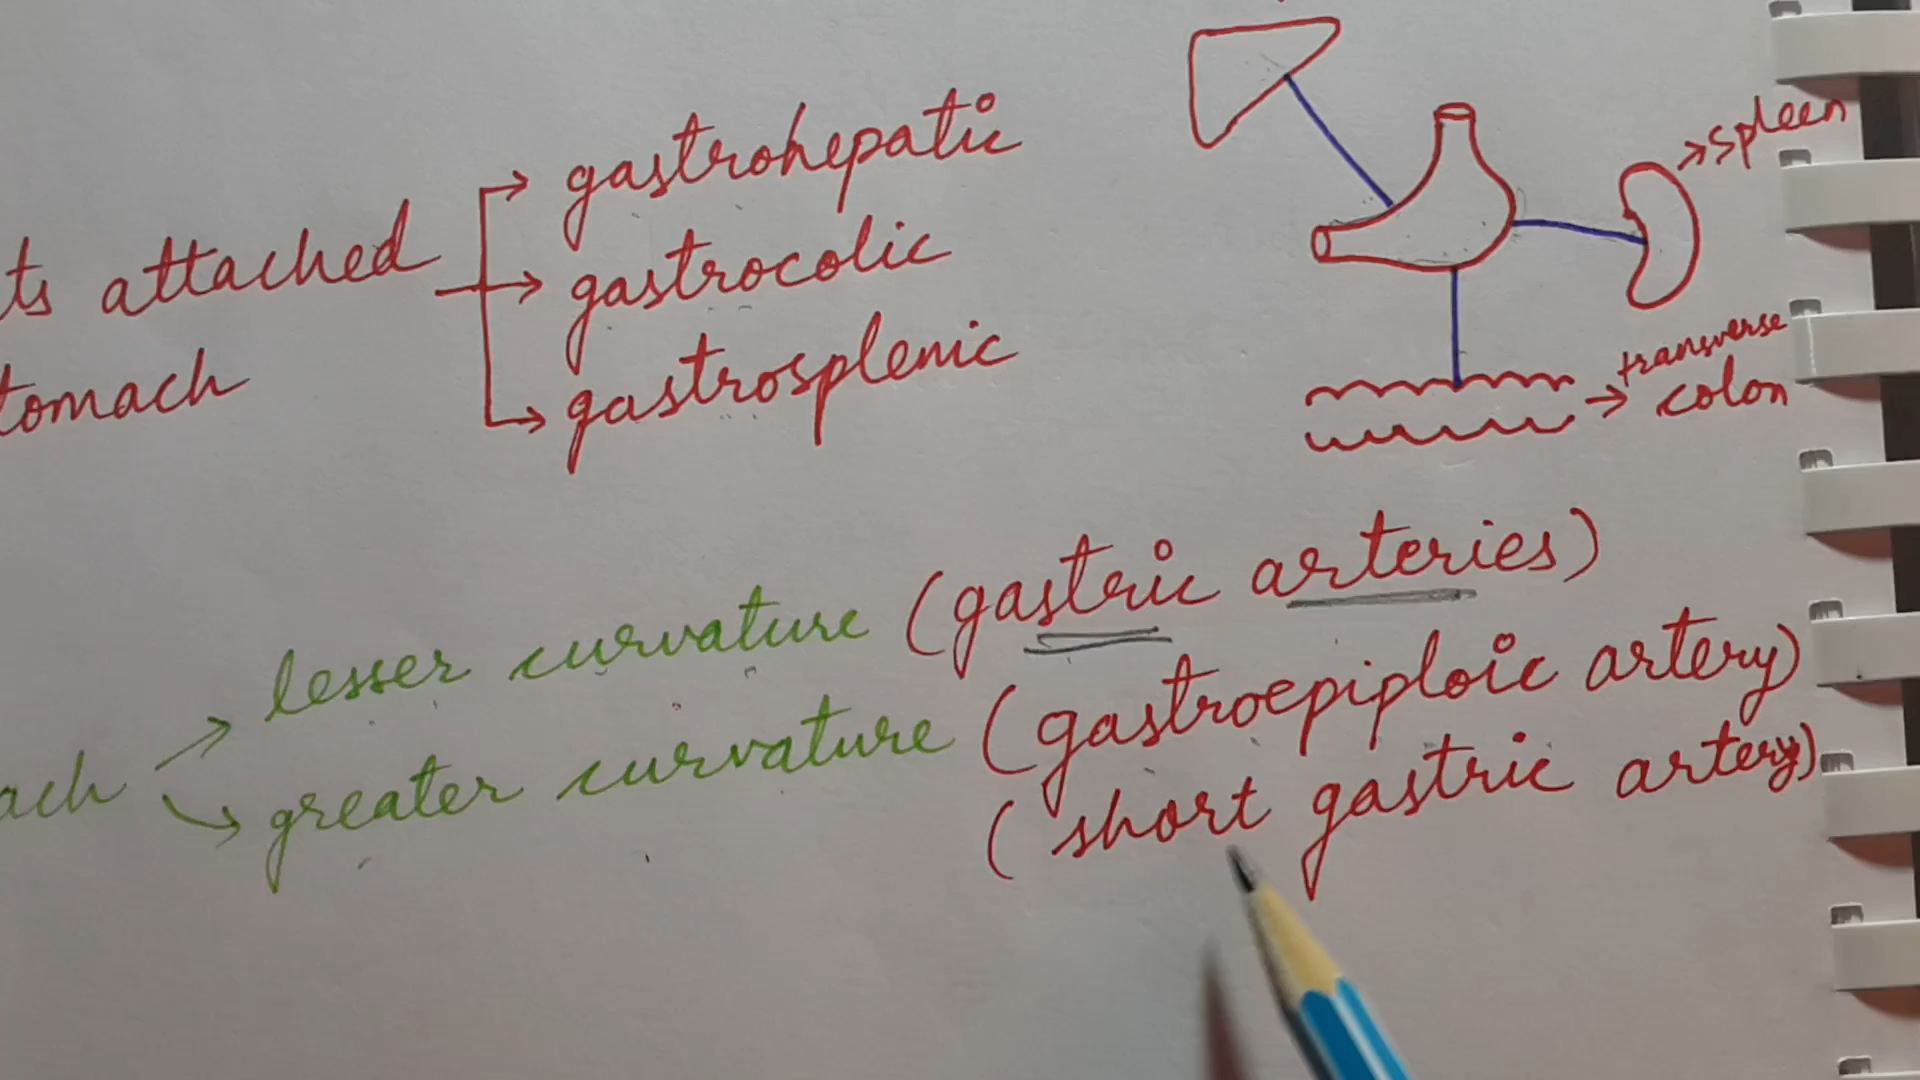 gastrohepatic
ts attached → gastrocolic
tomach
gastrosplenic
spleen
transverse
colon
lesser curvature (gastric arteries)
ach greater curvature (gastroepiploic artery)
(short gastric artery)